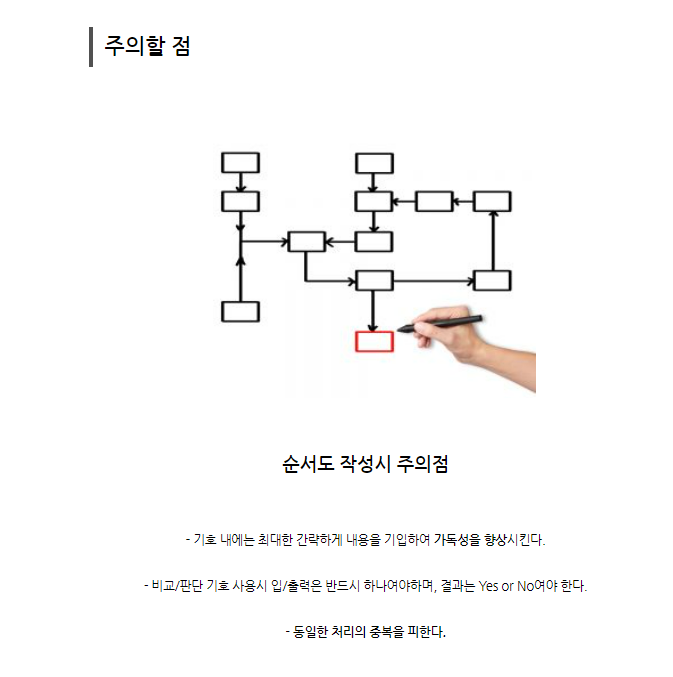 주의할 점
순서도 작성시 주의점
- 기호 내에는 최대한 간략하게 내용을 기입하여 가독성을 향상시킨다.
- 비교/판단 기호 사용시 입/출력은 반드시 하나여야하며, 결과는 Yes or No여야 한다.
- 동일한 처리의 중복을 피한다.